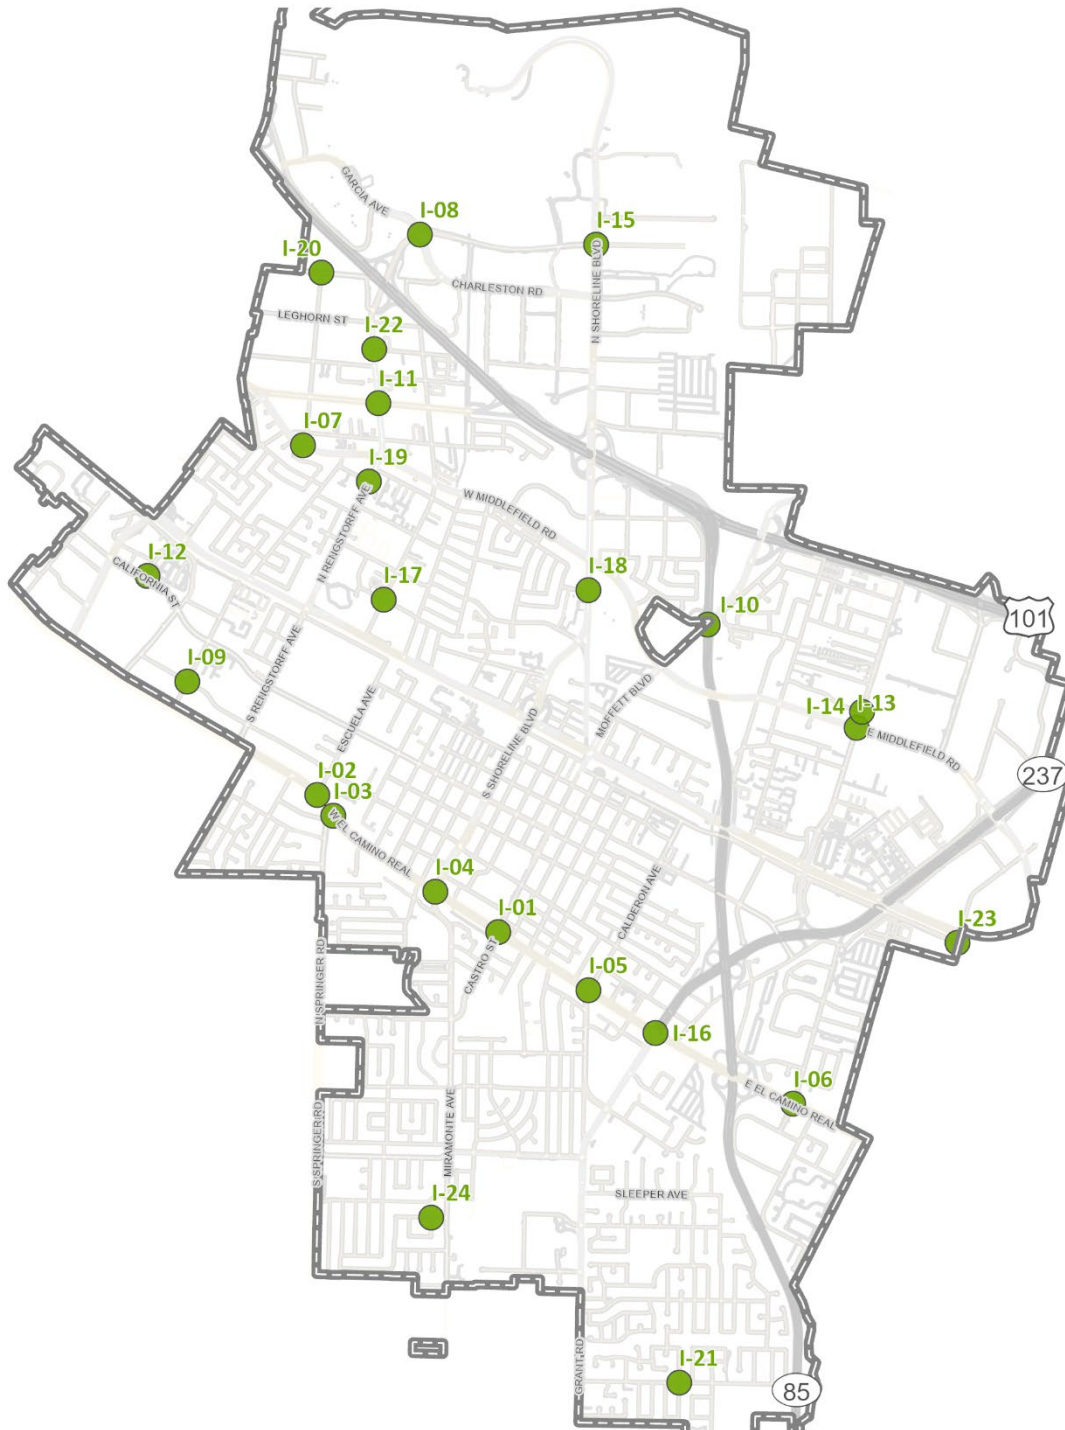 GARCIA AVE
I-08
I-15
I-20
N SHORELINE BLVD
CHARLESTON RD
LEGHORN ST
I-22
I-11
I-07
I-19
W MIDDLEFIELD RD
N RENGSTORFF AVE
I-12
CALIFORNIA ST
I-17
I-18
I-10
101
I-09
S RENGSTORFF AVE
ESCUELA AVE
MOFFETT BLVD
I-14
I-13
E MIDDLEFIELD RD
S SHORELINE BLVD
237
I-02
I-03
W EL CAMINO REAL
I-04
I-01
CALDERON AVE
CASTRO ST
I-23
N SPRINGER RD
I-05
I-16
I-06
E EL CAMINO REAL
S SPRINGER RD
MIRAMONTE AVE
I-24
SLEEPER AVE
GRANT RD
I-21
85